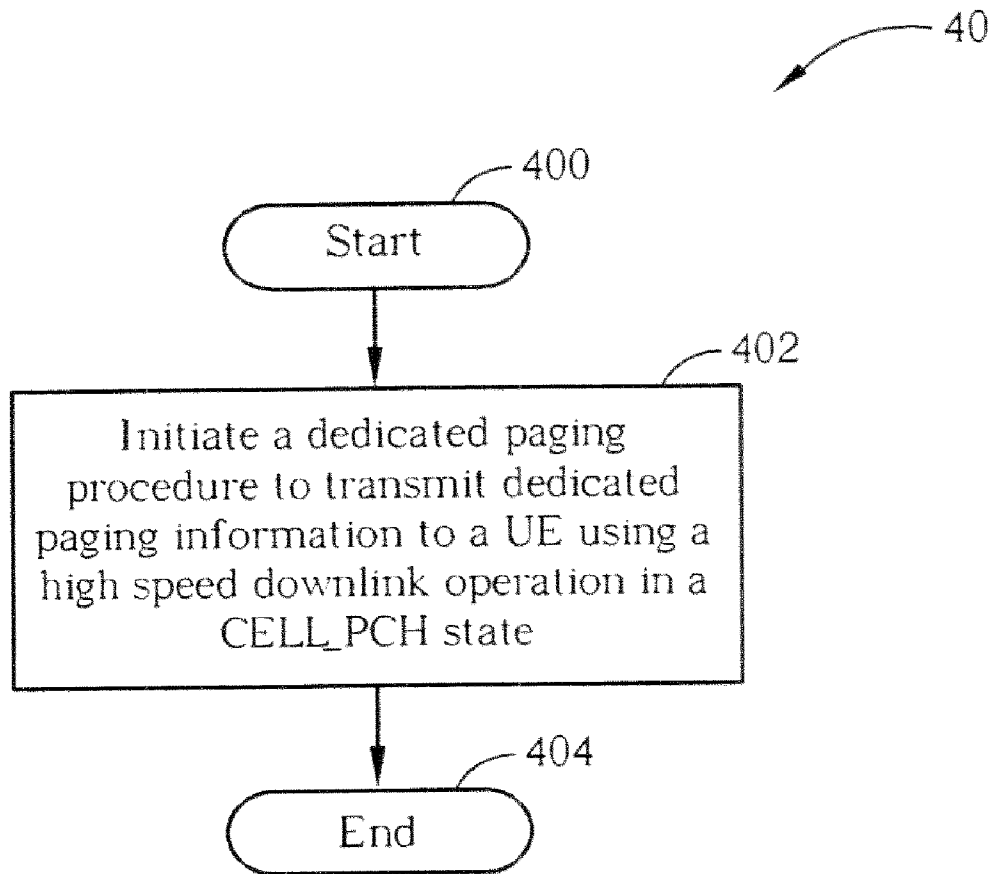 40
400
Start
402
Initiate a dedicated paging
procedure to transmit dedicated
paging information to a UE using a
high speed downlink operation in a
CELL_PCH state
404
End